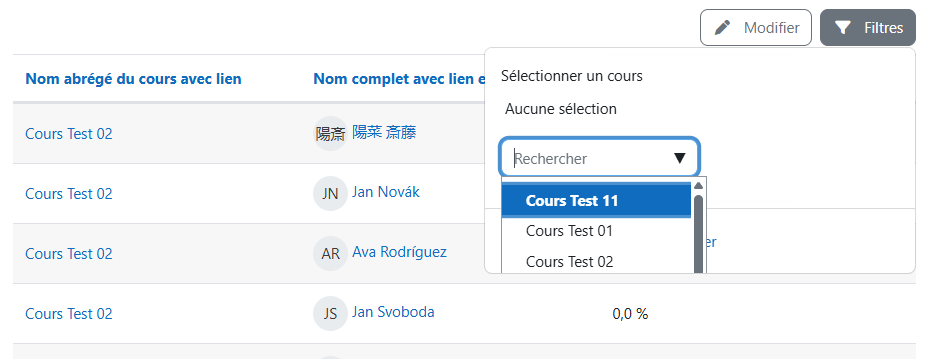 Modifier Filtres
Nom abrégé du cours avec lien Nom complet avec lien e
Sélectionner un cours
Aucune sélection
Rechercher
Cours Test 11
Cours Test 01
Cours Test 02
er
Cours Test 02 陽斎 陽菜 斎藤
Cours Test 02 JN Jan Novák
Cours Test 02 AR Ava Rodríguez
Cours Test 02 JS Jan Svoboda 0,0 %